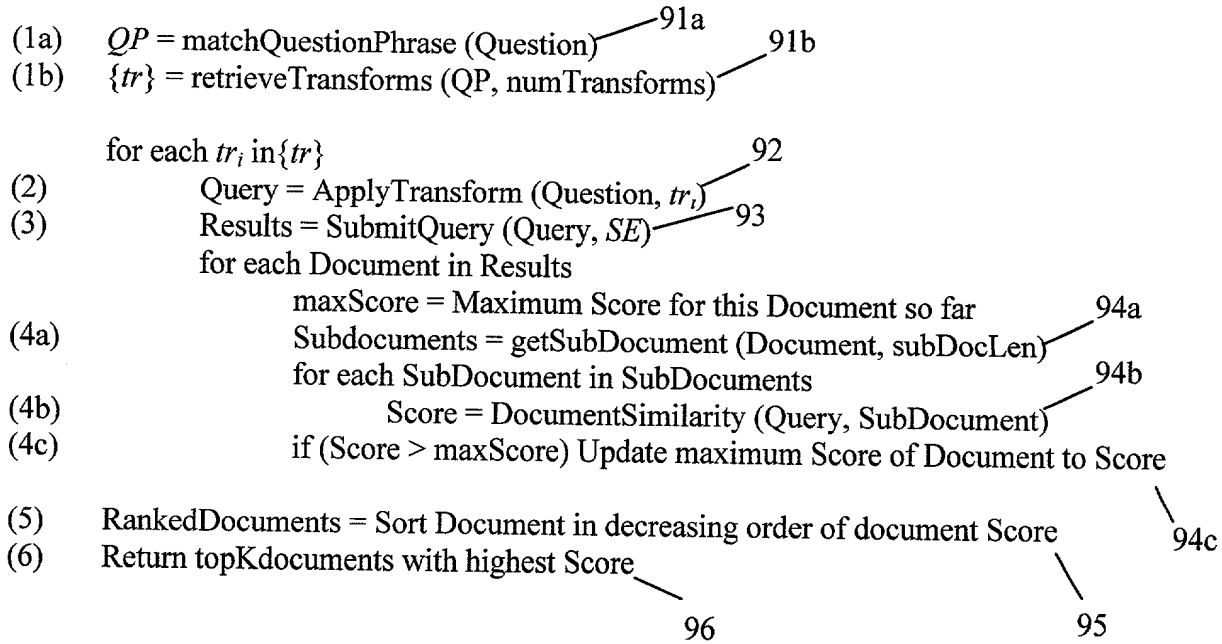 (1a) QP = matchQuestionPhrase (Question) 91a
(1b) {tr} = retrieveTransforms (QP, numTransforms) 91b
for each tri in{tr}
(2) Query = ApplyTransform (Question, tri) 92
(3) Results = SubmitQuery (Query, SE) 93
for each Document in Results
maxScore = Maximum Score for this Document so far
(4a) Subdocuments = getSubDocument (Document, subDocLen) 94a
for each SubDocument in SubDocuments
(4b) Score = DocumentSimilarity (Query, SubDocument) 94b
(4c) if (Score > maxScore) Update maximum Score of Document to Score 94c
(5) RankedDocuments = Sort Document in decreasing order of document Score 95
(6) Return topKdocuments with highest Score 96